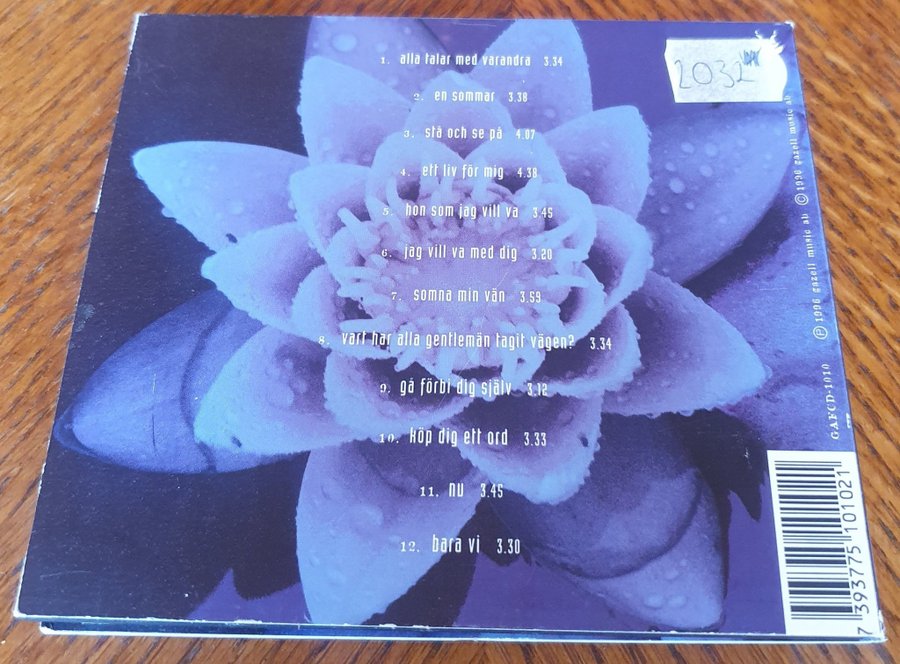 1. alla talar med varandra 3.34
2. en sommar 3.38
3. stå och se på 4.07
4. ett liv för mig 4.38
5. hon som jag vill va 3.45
6. jag vill va med dig 3.20
7. somna min vän 3.59
8. vart har alla gentlemän tagit vägen? 3.34
9. gå förbi dig själv 3.12
10. köp dig ett ord 3.33
11. nu 3.45
12. bara vi 3.30
2032
℗ 1996 gazell music ab © 1996 gazell music ab
GAFCD-1010
7 393775 101021